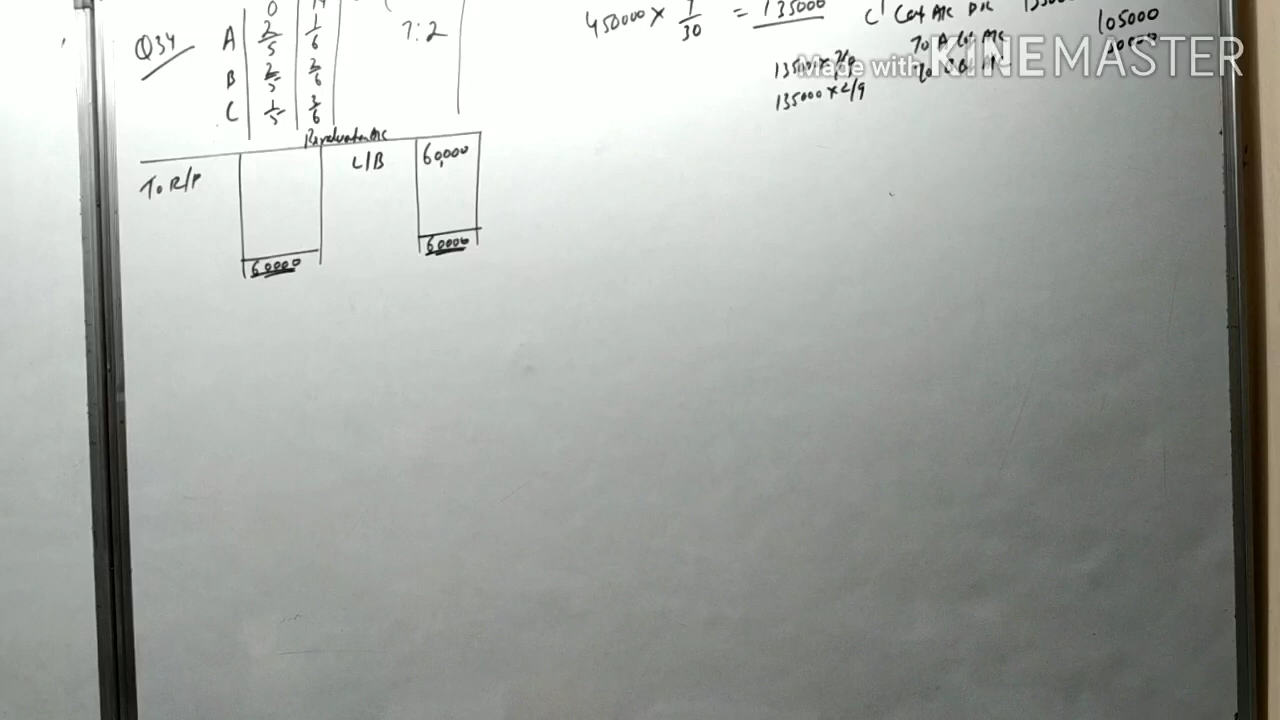 Q34
A 2/5 1/6 7:2
B 2/5 2/6
C 1/5 3/6
450000 × 9/30 = 135000
C' Cap A/c Dr
To A Cap A/c 105000
135000 × 7/9
135000 × 2/9
Made with KINEMASTER
Revaluation A/c
To R/P L/B 60,000
60000 60000